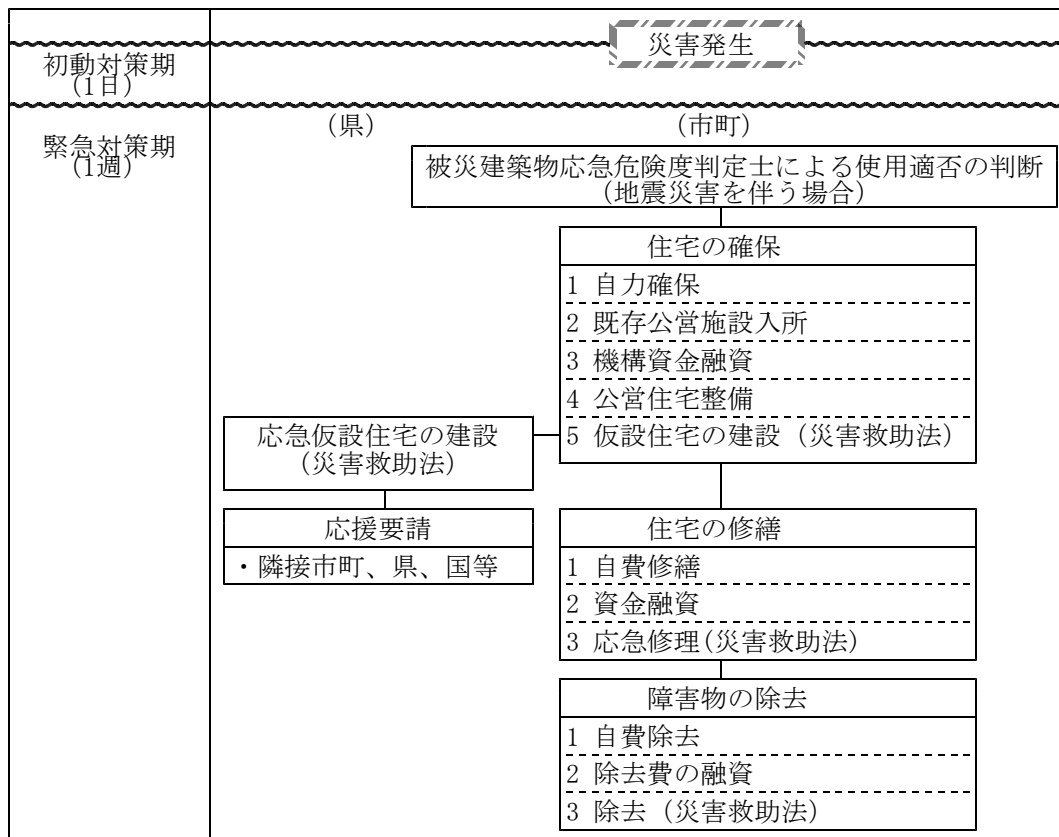 災害発生
初動対策期
(1日)
緊急対策期
(1週)
(県)
(市町)
被災建築物応急危険度判定士による使用適否の判断
(地震災害を伴う場合)
住宅の確保
1 自力確保
2 既存公営施設入所
3 機構資金融資
4 公営住宅整備
5 仮設住宅の建設 (災害救助法)
応急仮設住宅の建設
(災害救助法)
応援要請
・隣接市町、県、国等
住宅の修繕
1 自費修繕
2 資金融資
3 応急修理(災害救助法)
障害物の除去
1 自費除去
2 除去費の融資
3 除去 (災害救助法)